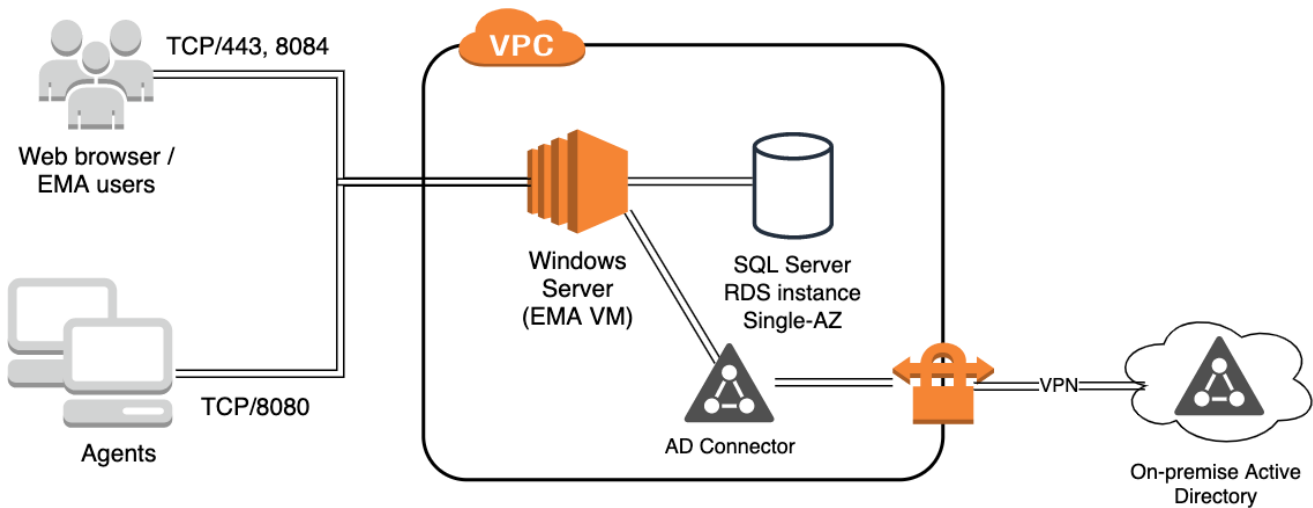 TCP/443, 8084
VPC
Web browser /
EMA users
Windows
Server
(EMA VM)
SQL Server
RDS instance
Single-AZ
TCP/8080
Agents
AD Connector
VPN
On-premise Active
Directory